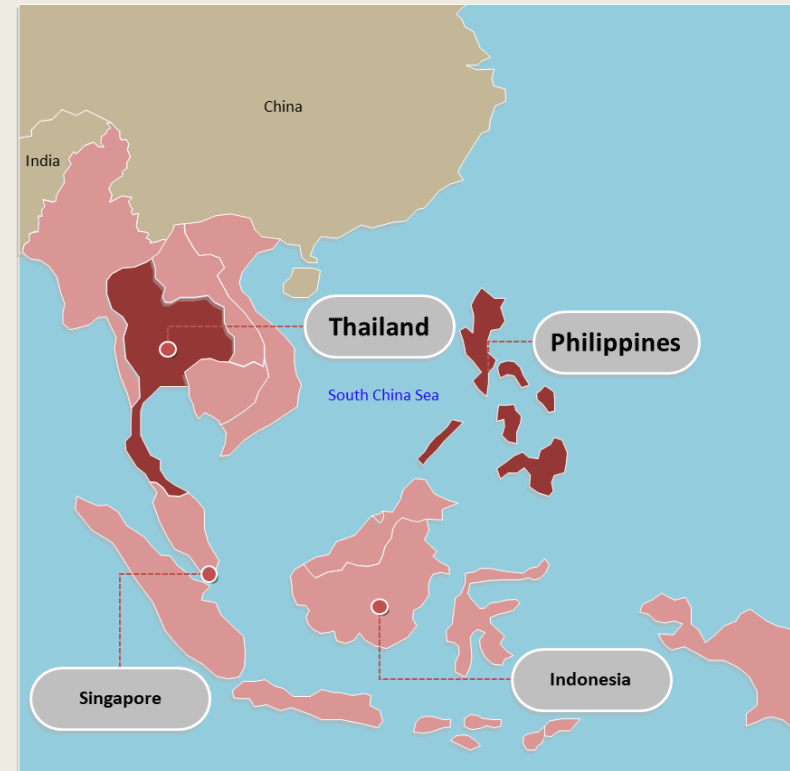 China
India
Thailand
Philippines
South China Sea
Singapore
Indonesia